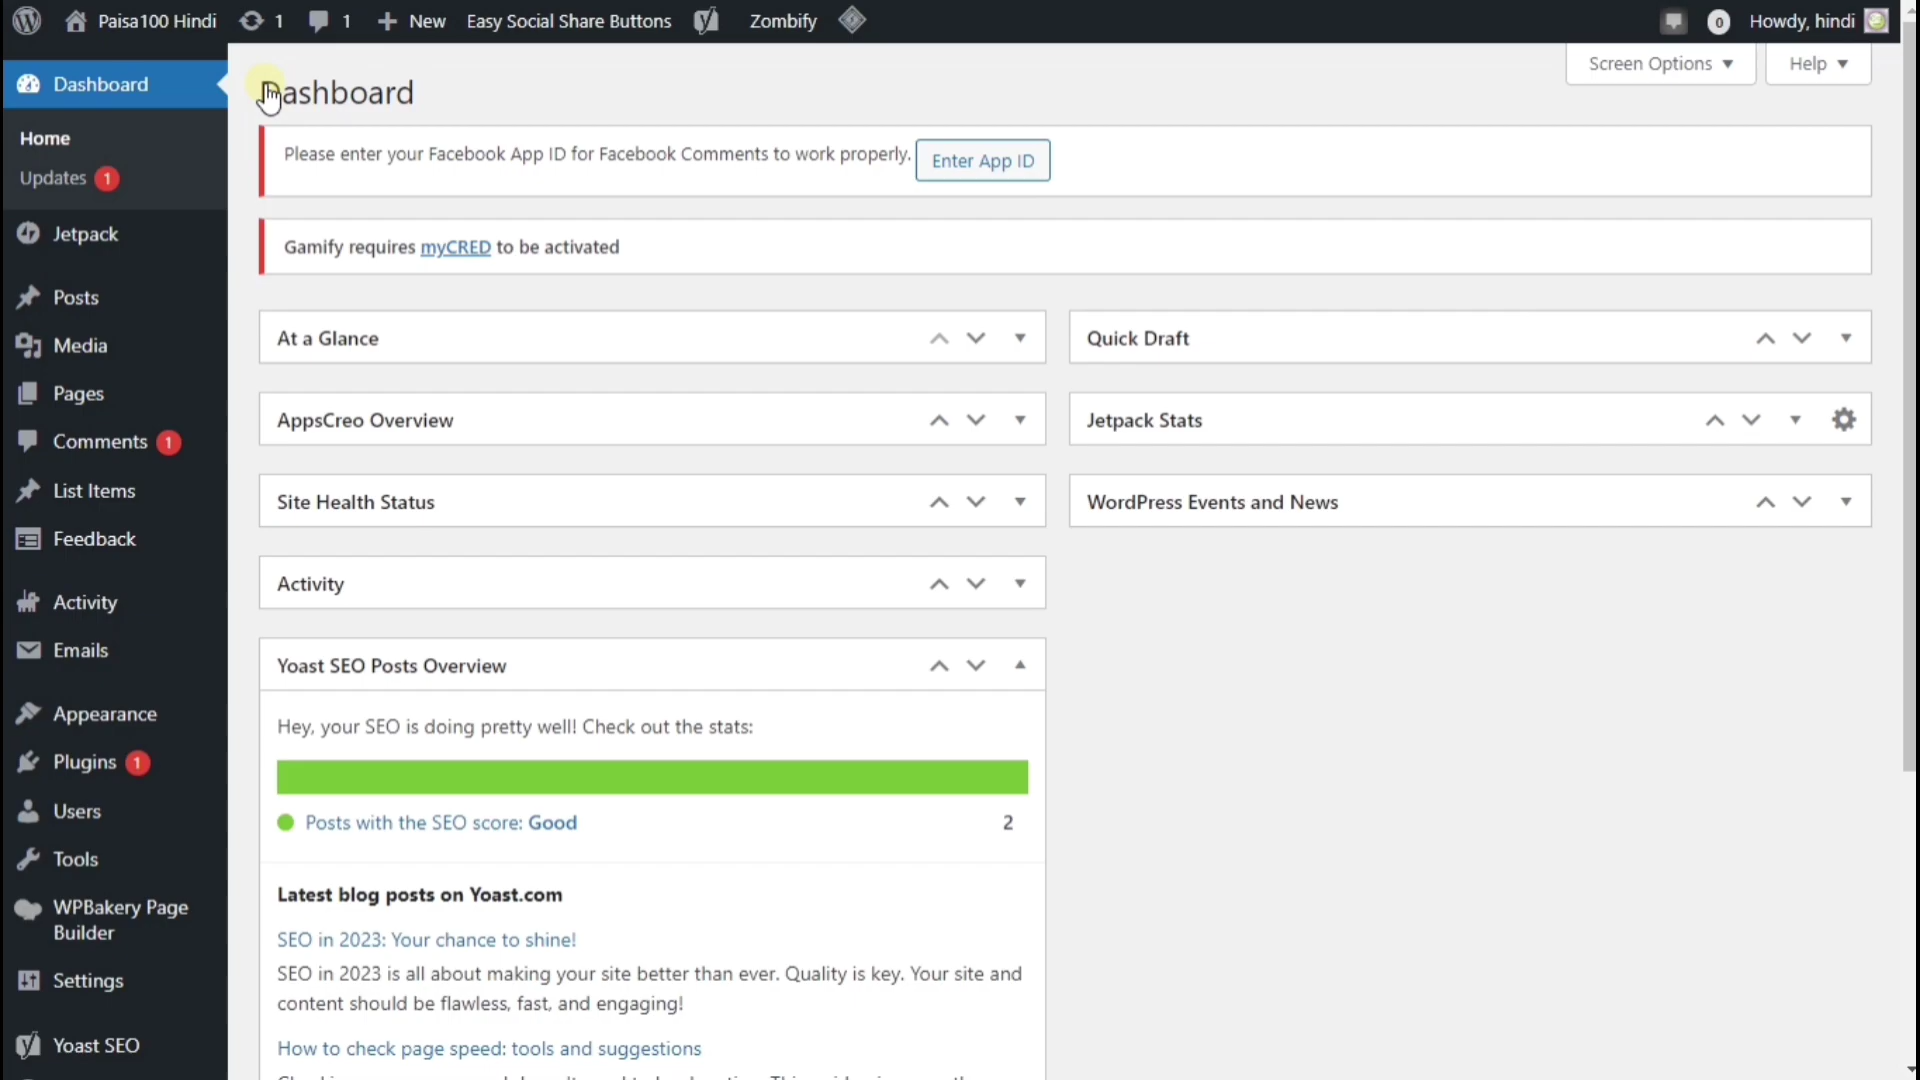 Paisa100 Hindi 1 1 New Easy Social Share Buttons Zombify 0 Howdy, hindi
Screen Options Help
Dashboard
Home
Updates 1
Jetpack
Posts
Media
Pages
Comments 1
List Items
Feedback
Activity
Emails
Appearance
Plugins 1
Users
Tools
WPBakery Page
Builder
Settings
Yoast SEO
Dashboard
Please enter your Facebook App ID for Facebook Comments to work properly. Enter App ID
Gamify requires myCRED to be activated
At a Glance
AppsCreo Overview
Site Health Status
Activity
Yoast SEO Posts Overview
Hey, your SEO is doing pretty well! Check out the stats:
Posts with the SEO score: Good 2
Latest blog posts on Yoast.com
SEO in 2023: Your chance to shine!
SEO in 2023 is all about making your site better than ever. Quality is key. Your site and
content should be flawless, fast, and engaging!
How to check page speed: tools and suggestions
Quick Draft
Jetpack Stats
WordPress Events and News